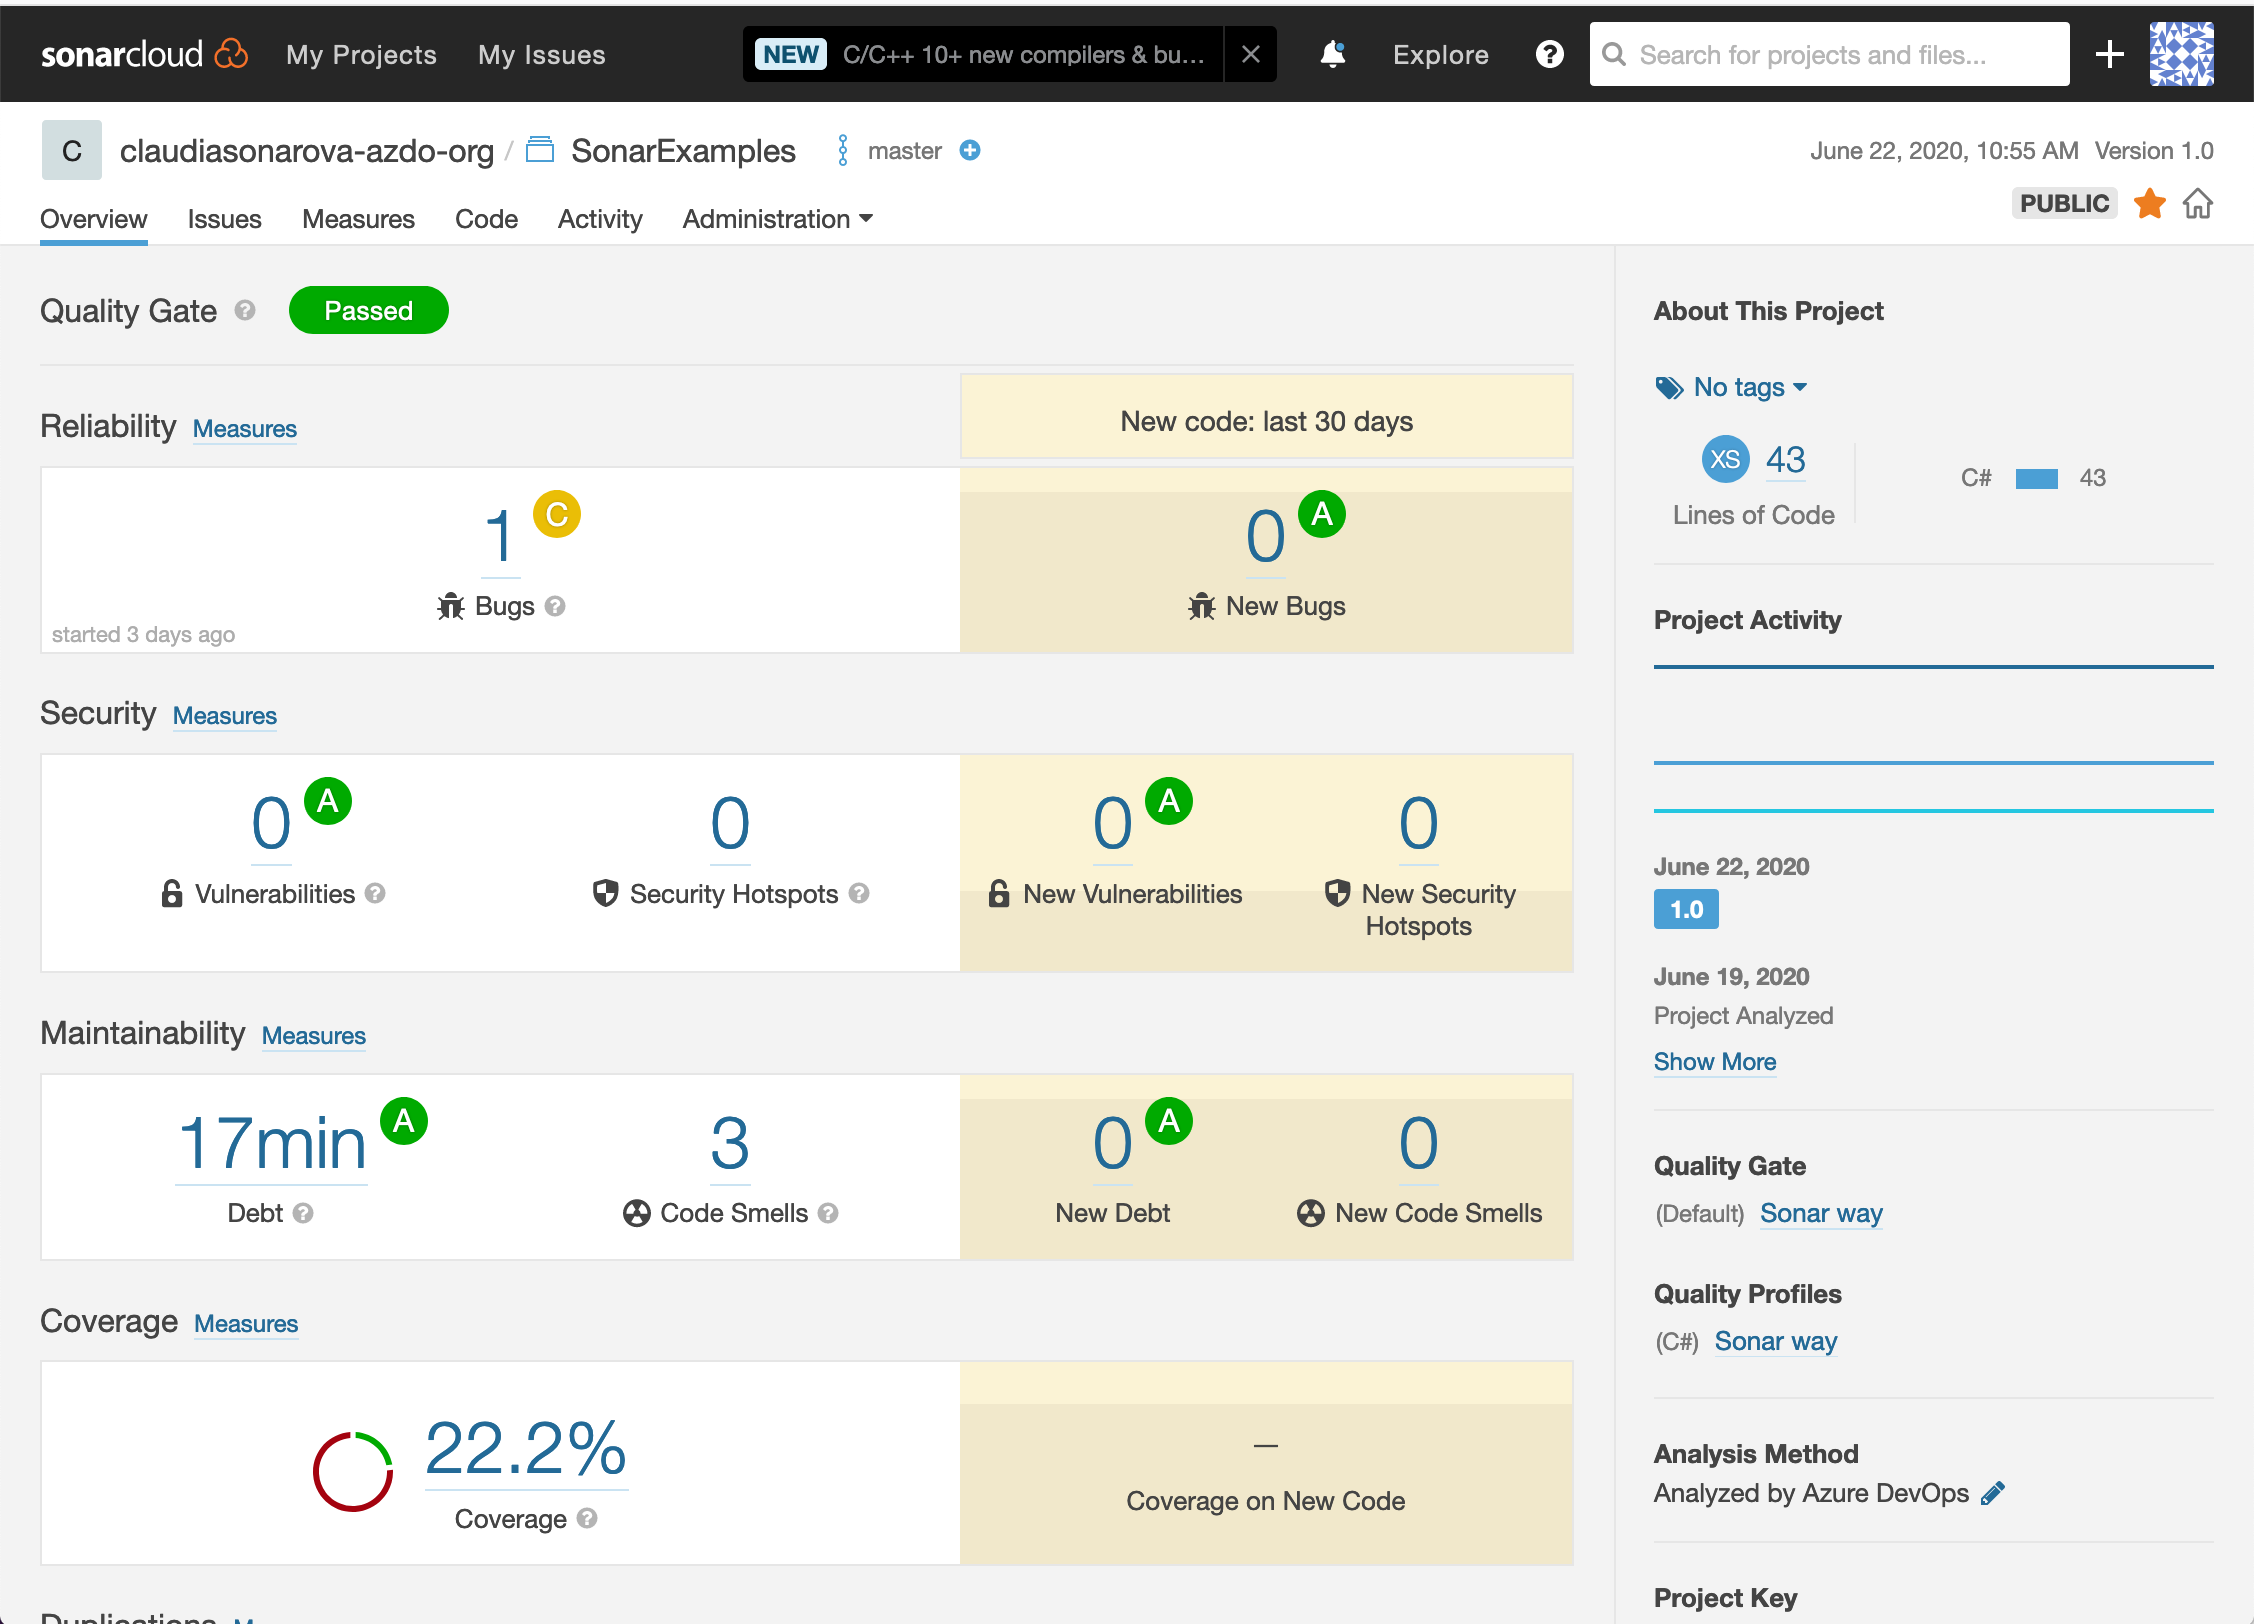 sonarcloud My Projects My Issues NEW C/C++ 10+ new compilers & bu... Explore ? Search for projects and files...
C claudiasonarova-azdo-org / SonarExamples master June 22, 2020, 10:55 AM Version 1.0
PUBLIC
Overview Issues Measures Code Activity Administration
Quality Gate ? Passed
Reliability Measures
New code: last 30 days
1 C
Bugs ?
started 3 days ago
0 A
New Bugs
Security Measures
0 A
Vulnerabilities ?
0
Security Hotspots ?
0 A
New Vulnerabilities
0
New Security
Hotspots
Maintainability Measures
17min A
Debt ?
3
Code Smells ?
0 A
New Debt
0
New Code Smells
Coverage Measures
22.2%
Coverage ?
—
Coverage on New Code
About This Project
No tags
XS 43
Lines of Code
C# 43
Project Activity
June 22, 2020
1.0
June 19, 2020
Project Analyzed
Show More
Quality Gate
(Default) Sonar way
Quality Profiles
(C#) Sonar way
Analysis Method
Analyzed by Azure DevOps
Project Key